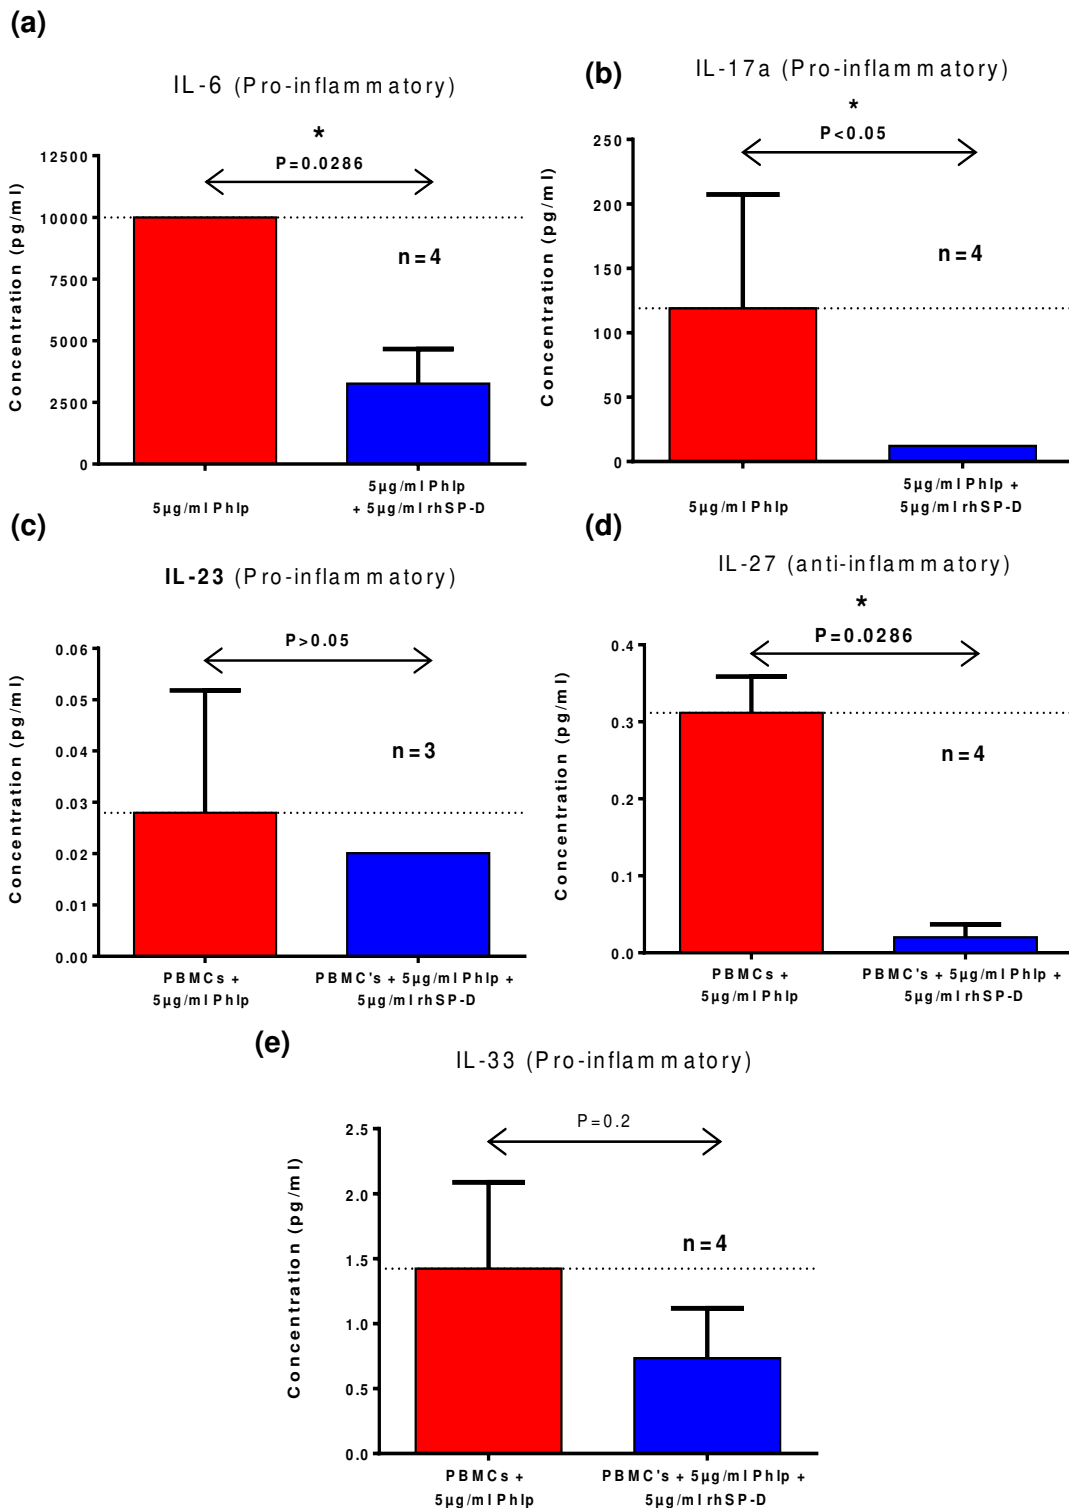 (a)
IL-6 (Pro-inflammatory)
*
P=0.0286
12500
10000
7500
5000
2500
0
Concentration (pg/ml)
n=4
5µg/ml Phlp
5µg/ml Phlp
+ 5µg/ml rhSP-D
(b)
IL-17a (Pro-inflammatory)
*
P<0.05
250
200
150
100
50
0
Concentration (pg/ml)
n=4
5µg/ml Phlp
5µg/ml Phlp +
5µg/ml rhSP-D
(c)
IL-23 (Pro-inflammatory)
P>0.05
0.06
0.05
0.04
0.03
0.02
0.01
0.00
Concentration (pg/ml)
n=3
PBMCs +
5µg/ml Phlp
PBMC's + 5µg/ml Phlp +
5µg/ml rhSP-D
(d)
IL-27 (anti-inflammatory)
*
P=0.0286
0.4
0.3
0.2
0.1
0.0
Concentration (pg/ml)
n=4
PBMCs +
5µg/ml Phlp
PBMC's + 5µg/ml Phlp +
5µg/ml rhSP-D
(e)
IL-33 (Pro-inflammatory)
P=0.2
2.5
2.0
1.5
1.0
0.5
0.0
Concentration (pg/ml)
n=4
PBMCs +
5µg/ml Phlp
PBMC's + 5µg/ml Phlp +
5µg/ml rhSP-D